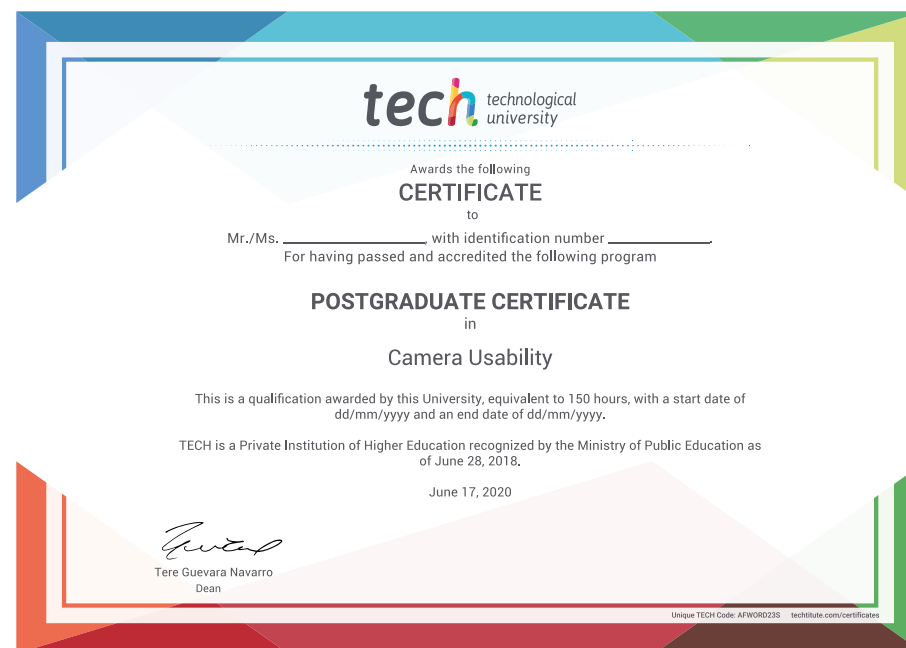 tech technological
university
Awards the following
CERTIFICATE
to
Mr./Ms. ____________, with identification number ____________.
For having passed and accredited the following program
POSTGRADUATE CERTIFICATE
in
Camera Usability
This is a qualification awarded by this University, equivalent to 150 hours, with a start date of
dd/mm/yyyy and an end date of dd/mm/yyyy.
TECH is a Private Institution of Higher Education recognized by the Ministry of Public Education as
of June 28, 2018.
June 17, 2020
Tere Guevara Navarro
Dean
Unique TECH Code: AFWORD23S techtitute.com/certificates